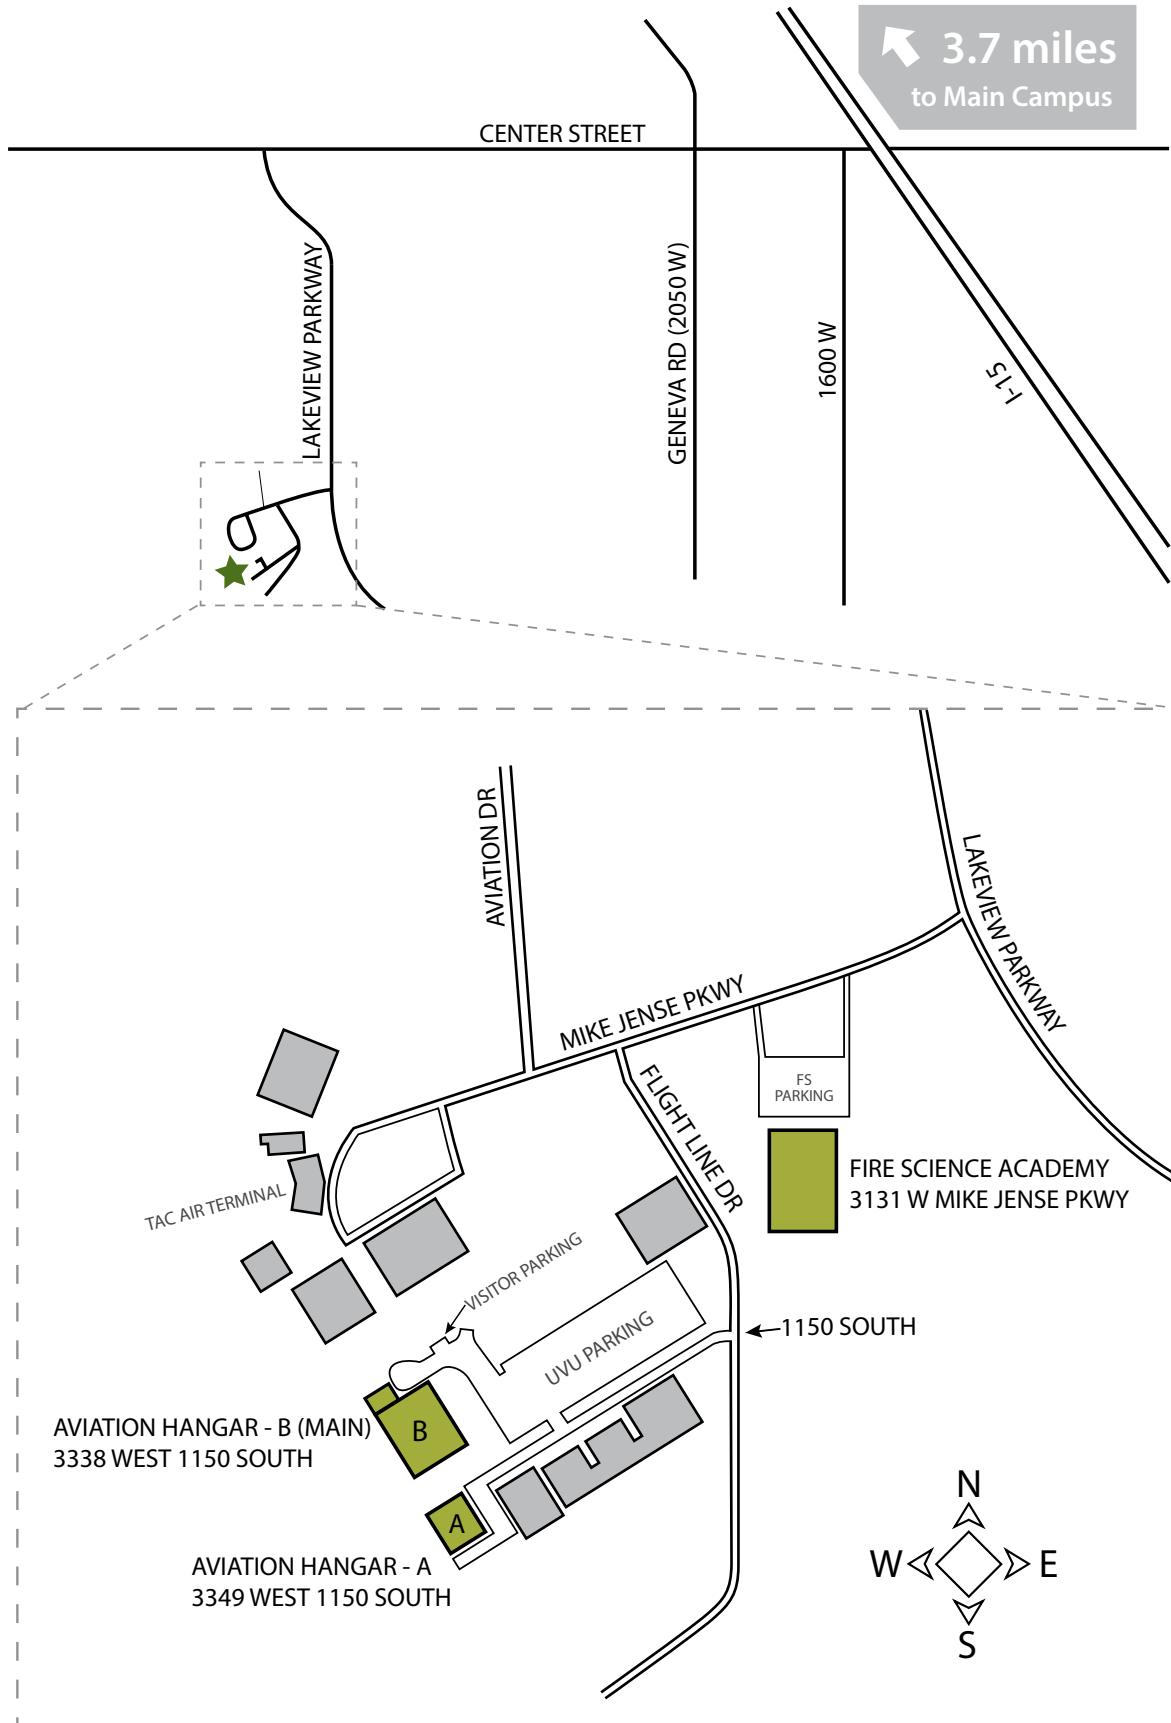 3.7 miles
to Main Campus
CENTER STREET
LAKEVIEW PARKWAY
GENEVA RD (2050 W)
1600 W
I-15
AVIATION DR
LAKEVIEW PARKWAY
MIKE JENSE PKWY
FLIGHT LINE DR
FS
PARKING
FIRE SCIENCE ACADEMY
3131 W MIKE JENSE PKWY
TAC AIR TERMINAL
VISITOR PARKING
UVU PARKING
1150 SOUTH
AVIATION HANGAR - B (MAIN)
3338 WEST 1150 SOUTH
B
A
AVIATION HANGAR - A
3349 WEST 1150 SOUTH
N
W
E
S